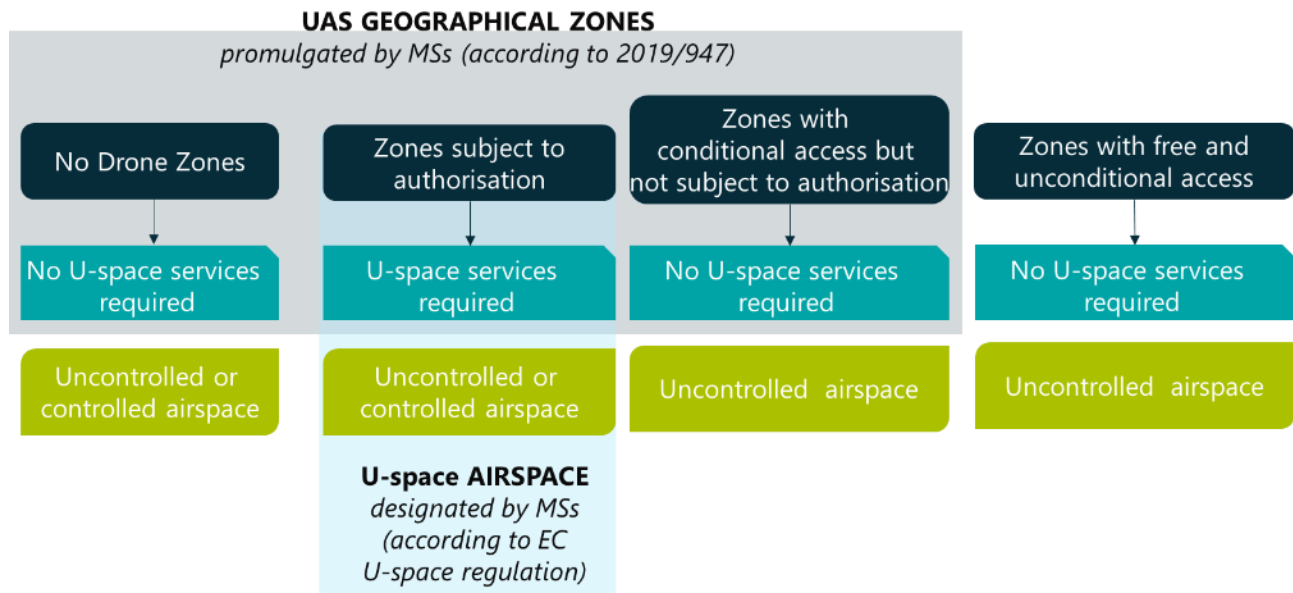 UAS GEOGRAPHICAL ZONES
promulgated by MSs (according to 2019/947)
No Drone Zones
Zones subject to
authorisation
Zones with
conditional access but
not subject to authorisation
Zones with free and
unconditional access
No U-space services
required
U-space services
required
No U-space services
required
No U-space services
required
Uncontrolled or
controlled airspace
Uncontrolled or
controlled airspace
Uncontrolled airspace
Uncontrolled airspace
U-space AIRSPACE
designated by MSs
(according to EC
U-space regulation)